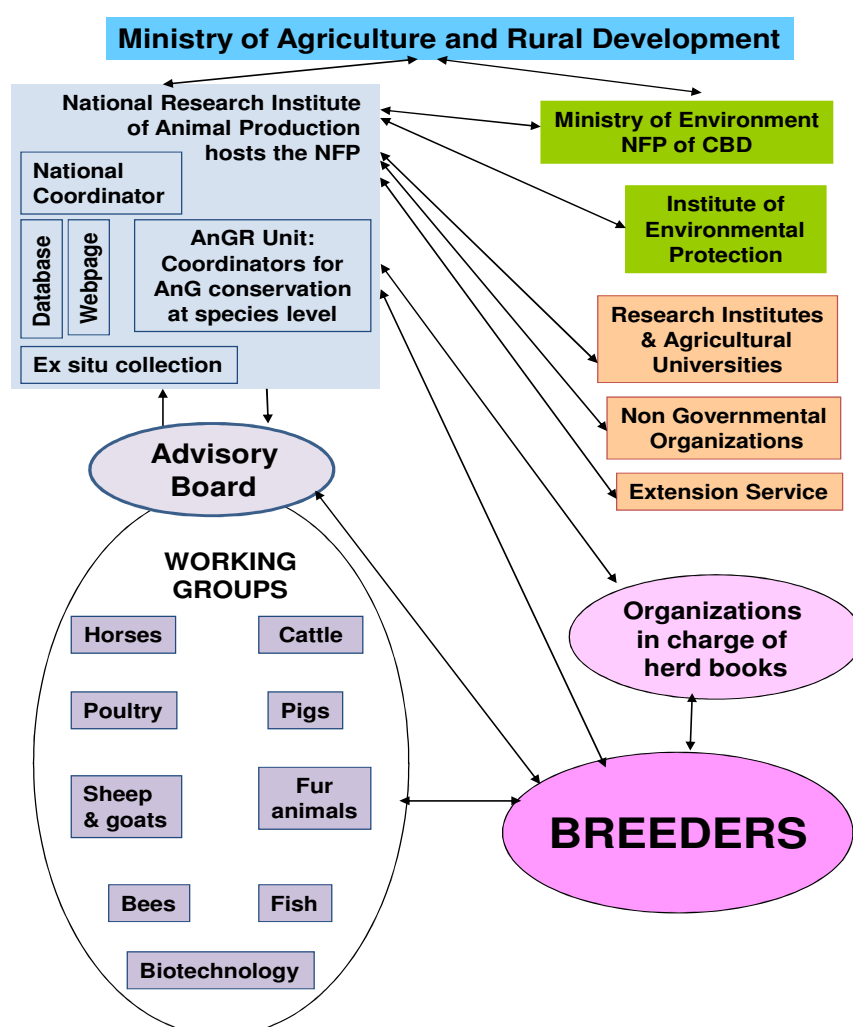 Ministry of Agriculture and Rural Development
National Research Institute
of Animal Production
hosts the NFP
National
Coordinator
Database
Webpage
AnGR Unit:
Coordinators for
AnG conservation
at species level
Ex situ collection
Ministry of Environment
NFP of CBD
Institute of
Environmental
Protection
Research Institutes
& Agricultural
Universities
Non Governmental
Organizations
Extension Service
Advisory
Board
WORKING
GROUPS
Horses
Cattle
Poultry
Pigs
Sheep
& goats
Fur
animals
Bees
Fish
Biotechnology
Organizations
in charge of
herd books
BREEDERS